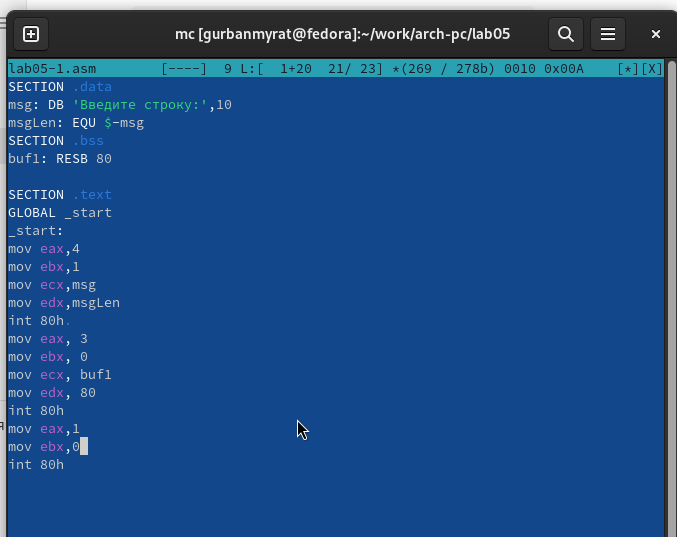 mc [gurbanmyrat@fedora]:~/work/arch-pc/lab05
lab05-1.asm [----] 9 L:[ 1+20 21/ 23] *(269 / 278b) 0010 0x00A [*][X]
SECTION .data
msg: DB 'Введите строку:',10
msgLen: EQU $-msg
SECTION .bss
buf1: RESB 80
SECTION .text
GLOBAL _start
_start:
mov eax,4
mov ebx,1
mov ecx,msg
mov edx,msgLen
int 80h.
mov eax, 3
mov ebx, 0
mov ecx, buf1
mov edx, 80
int 80h
mov eax,1
mov ebx,0
int 80h